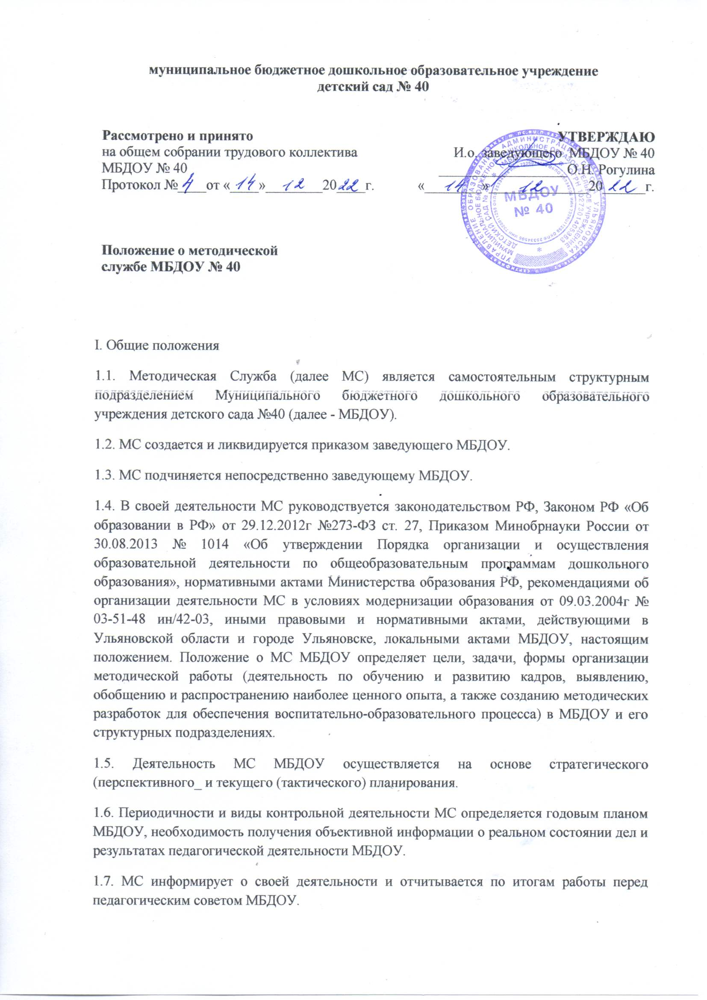 муниципальное бюджетное дошкольное образовательное учреждение
детский сад № 40
Рассмотрено и принято
на общем собрании трудового коллектива
МБДОУ № 40
Протокол № 4 от «14» 12 2022 г.
УТВЕРЖДАЮ
И.о. заведующего МБДОУ № 40
О.Н. Рогулина
«14» 12 2022 г.
МБДОУ
№ 40
Положение о методической
службе МБДОУ № 40
I. Общие положения
1.1. Методическая Служба (далее МС) является самостоятельным структурным
подразделением Муниципального бюджетного дошкольного образовательного
учреждения детского сада №40 (далее - МБДОУ).
1.2. МС создается и ликвидируется приказом заведующего МБДОУ.
1.3. МС подчиняется непосредственно заведующему МБДОУ.
1.4. В своей деятельности МС руководствуется законодательством РФ, Законом РФ «Об
образовании в РФ» от 29.12.2012г №273-ФЗ ст. 27, Приказом Минобрнауки России от
30.08.2013 № 1014 «Об утверждении Порядка организации и осуществления
образовательной деятельности по общеобразовательным программам дошкольного
образования», нормативными актами Министерства образования РФ, рекомендациями об
организации деятельности МС в условиях модернизации образования от 09.03.2004г №
03-51-48 ин/42-03, иными правовыми и нормативными актами, действующими в
Ульяновской области и городе Ульяновске, локальными актами МБДОУ, настоящим
положением. Положение о МС МБДОУ определяет цели, задачи, формы организации
методической работы (деятельность по обучению и развитию кадров, выявлению,
обобщению и распространению наиболее ценного опыта, а также созданию методических
разработок для обеспечения воспитательно-образовательного процесса) в МБДОУ и его
структурных подразделениях.
1.5. Деятельность МС МБДОУ осуществляется на основе стратегического
(перспективного_ и текущего (тактического) планирования.
1.6. Периодичности и виды контрольной деятельности МС определяется годовым планом
МБДОУ, необходимость получения объективной информации о реальном состоянии дел и
результатах педагогической деятельности МБДОУ.
1.7. МС информирует о своей деятельности и отчитывается по итогам работы перед
педагогическим советом МБДОУ.